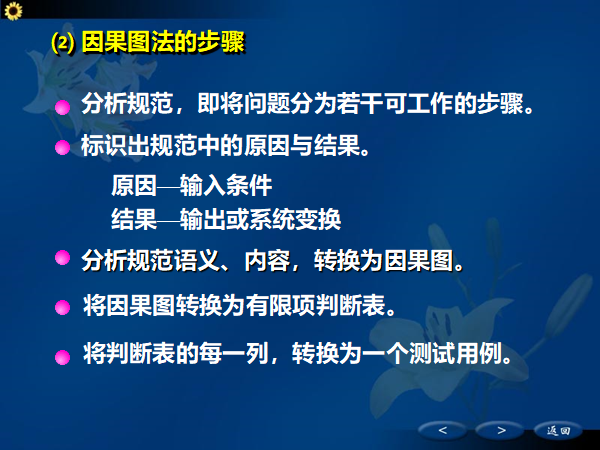 ⑵ 因果图法的步骤
分析规范，即将问题分为若干可工作的步骤。
标识出规范中的原因与结果。
原因—输入条件
结果—输出或系统变换
分析规范语义、内容，转换为因果图。
将因果图转换为有限项判断表。
将判断表的每一列，转换为一个测试用例。
< > 返回